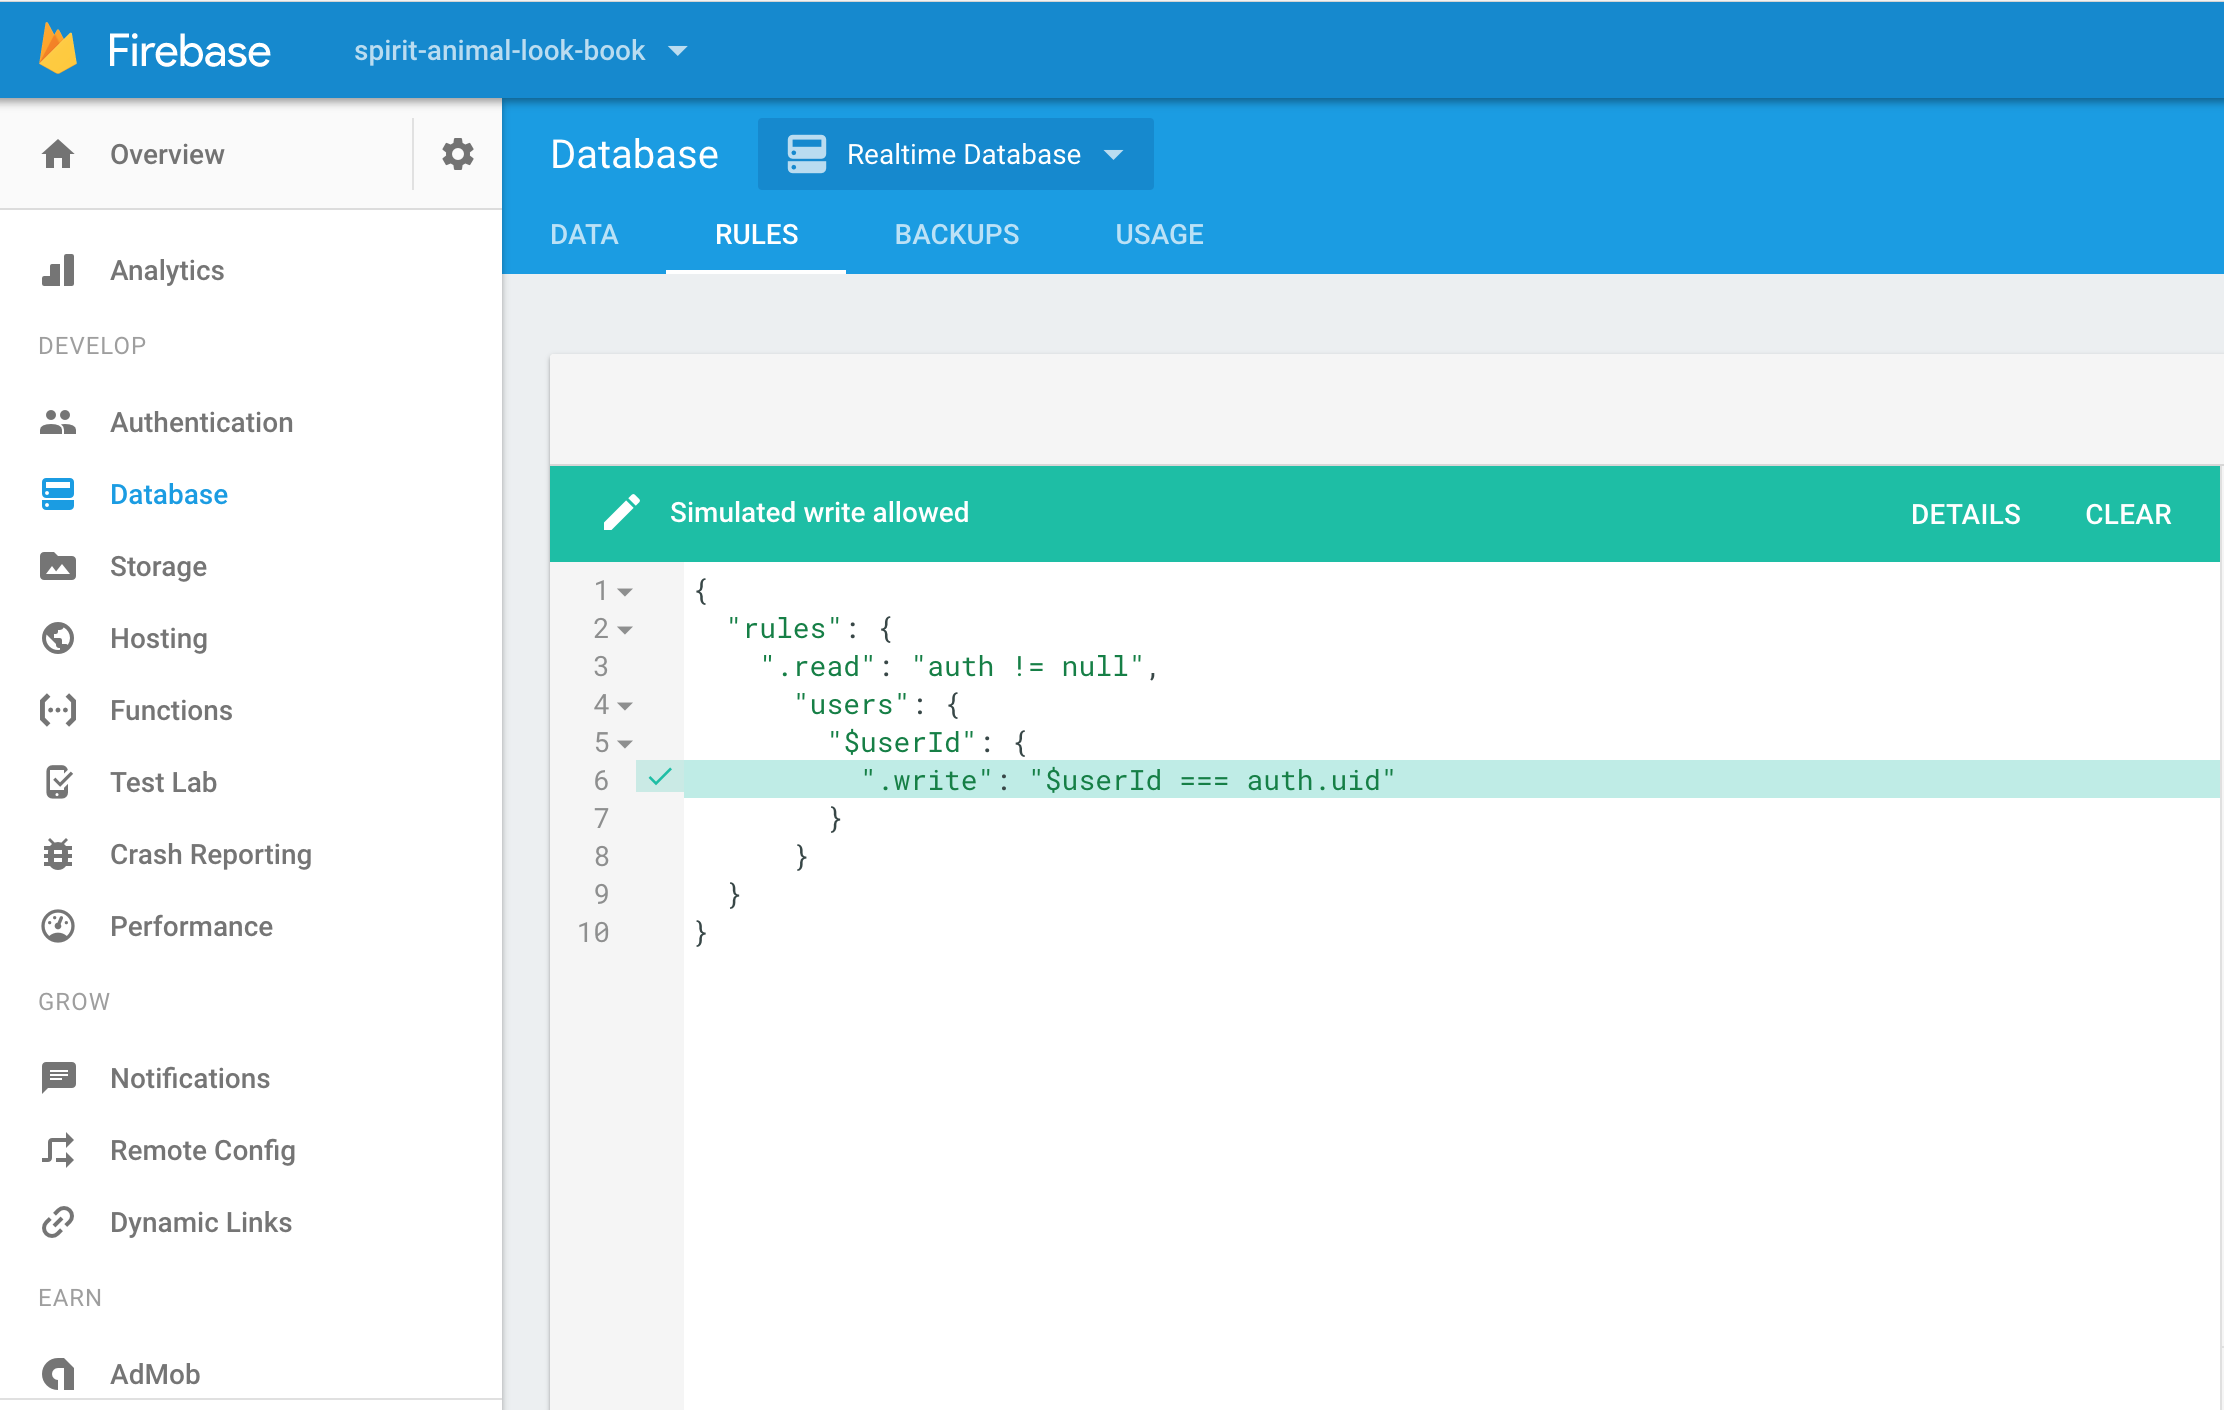 Firebase
spirit-animal-look-book
Overview
Analytics
DEVELOP
Authentication
Database
Storage
Hosting
Functions
Test Lab
Crash Reporting
Performance
GROW
Notifications
Remote Config
Dynamic Links
EARN
AdMob
Database
Realtime Database
DATA
RULES
BACKUPS
USAGE
Simulated write allowed
DETAILS
CLEAR
1 {
2 "rules": {
3 ".read": "auth != null",
4 "users": {
5 "$userId": {
6 ".write": "$userId === auth.uid"
7 }
8 }
9 }
10 }